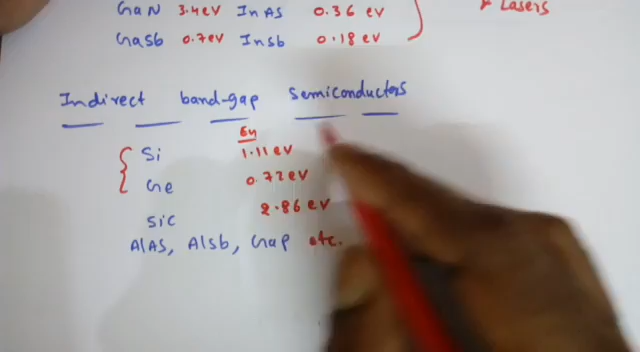 GaN 3.4eV InAS 0.36 eV
Lasers
GaSb 0.7eV InSb 0.18 eV
Indirect band-gap Semiconductors
Eg
Si 1.11 eV
Ge 0.72 eV
SiC 2.86 eV
AlAS, AlSb, GaP etc.